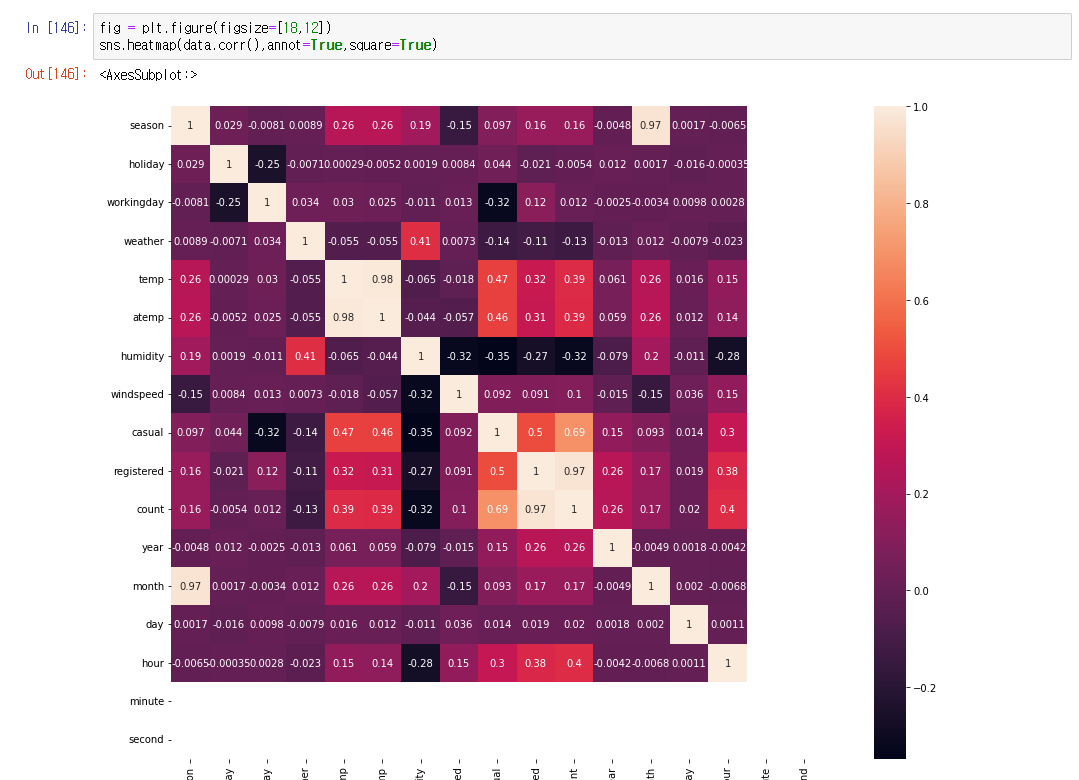 In [146]: fig = plt.figure(figsize=[18,12])
sns.heatmap(data.corr(),annot=True,square=True)
Out[146]: <AxesSubplot:>
season 1 0.029 -0.0081 0.0089 0.26 0.26 0.19 -0.15 0.097 0.16 0.16 -0.0048 0.97 0.0017 -0.0065
holiday 0.029 1 -0.25 -0.0071 0.00029 -0.0052 0.0019 0.0084 0.044 -0.021 -0.0054 0.012 0.0017 -0.016 -0.00035
workingday -0.0081 -0.25 1 0.034 0.03 0.025 -0.011 0.013 -0.32 0.12 0.012 -0.0025 -0.0034 0.0098 0.0028
weather 0.0089 -0.0071 0.034 1 -0.055 -0.055 0.41 0.0073 -0.14 -0.11 -0.13 -0.013 0.012 -0.0079 -0.023
temp 0.26 0.00029 0.03 -0.055 1 0.98 -0.065 -0.018 0.47 0.32 0.39 0.061 0.26 0.016 0.15
atemp 0.26 -0.0052 0.025 -0.055 0.98 1 -0.044 -0.057 0.46 0.31 0.39 0.059 0.26 0.012 0.14
humidity 0.19 0.0019 -0.011 0.41 -0.065 -0.044 1 -0.32 -0.35 -0.27 -0.32 -0.079 0.2 -0.011 -0.28
windspeed -0.15 0.0084 0.013 0.0073 -0.018 -0.057 -0.32 1 0.092 0.091 0.1 -0.015 -0.15 0.036 0.15
casual 0.097 0.044 -0.32 -0.14 0.47 0.46 -0.35 0.092 1 0.5 0.69 0.15 0.093 0.014 0.3
registered 0.16 -0.021 0.12 -0.11 0.32 0.31 -0.27 0.091 0.5 1 0.97 0.26 0.17 0.019 0.38
count 0.16 -0.0054 0.012 -0.13 0.39 0.39 -0.32 0.1 0.69 0.97 1 0.26 0.17 0.02 0.4
year -0.0048 0.012 -0.0025 -0.013 0.061 0.059 -0.079 -0.015 0.15 0.26 0.26 1 -0.0049 0.0018 -0.0042
month 0.97 0.0017 -0.0034 0.012 0.26 0.26 0.2 -0.15 0.093 0.17 0.17 -0.0049 1 0.002 -0.0068
day 0.0017 -0.016 0.0098 -0.0079 0.016 0.012 -0.011 0.036 0.014 0.019 0.02 0.0018 0.002 1 0.0011
hour -0.0065 -0.00035 0.0028 -0.023 0.15 0.14 -0.28 0.15 0.3 0.38 0.4 -0.0042 -0.0068 0.0011 1
minute
second
1.0
0.8
0.6
0.4
0.2
0.0
−0.2